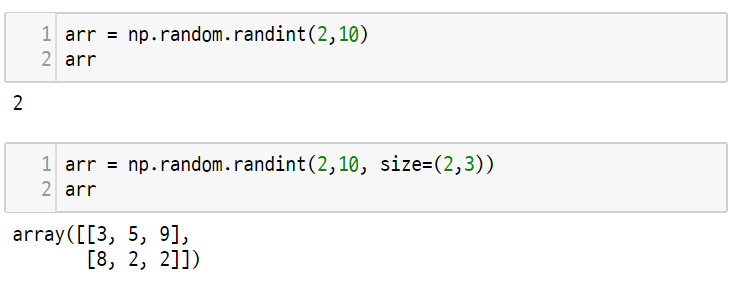 1 arr = np.random.randint(2,10)
2 arr
2
1 arr = np.random.randint(2,10, size=(2,3))
2 arr
array([[3, 5, 9],
       [8, 2, 2]])